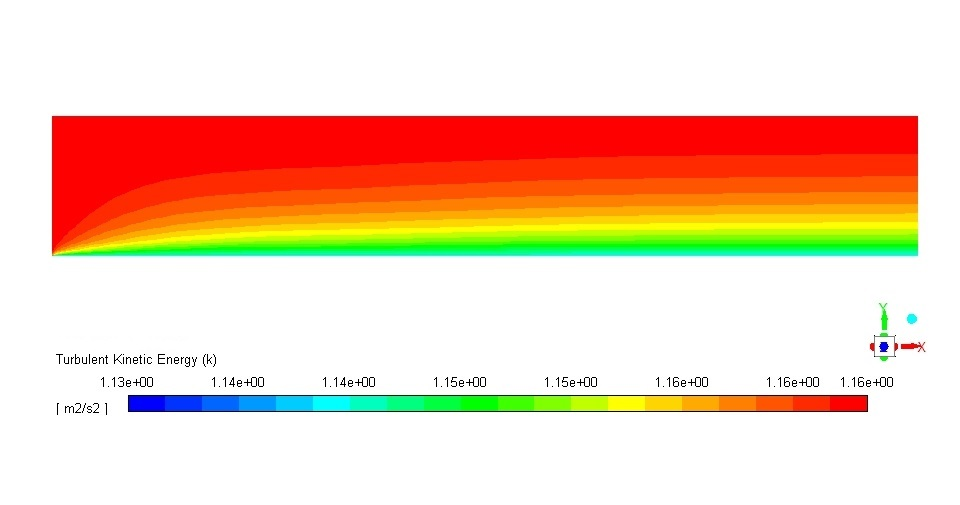 Y
X
Turbulent Kinetic Energy (k)
1.13e+00 1.14e+00 1.14e+00 1.15e+00 1.15e+00 1.16e+00 1.16e+00 1.16e+00
[ m2/s2 ]